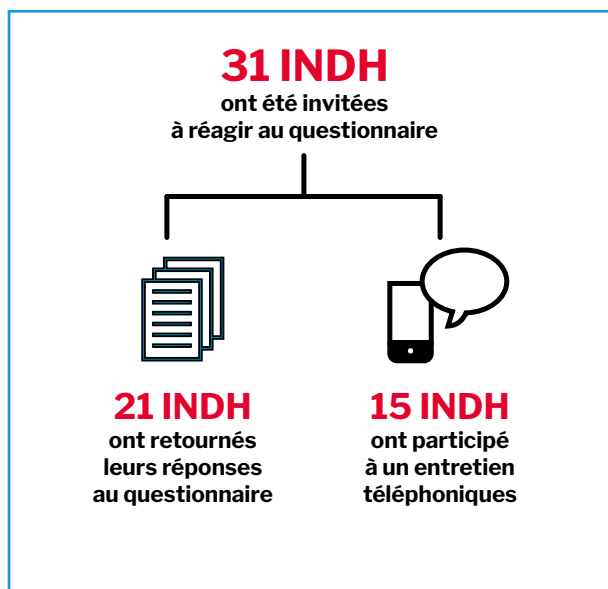 31 INDH
ont été invitées
à réagir au questionnaire
21 INDH
ont retournés
leurs réponses
au questionnaire
15 INDH
ont participé
à un entretien
téléphoniques